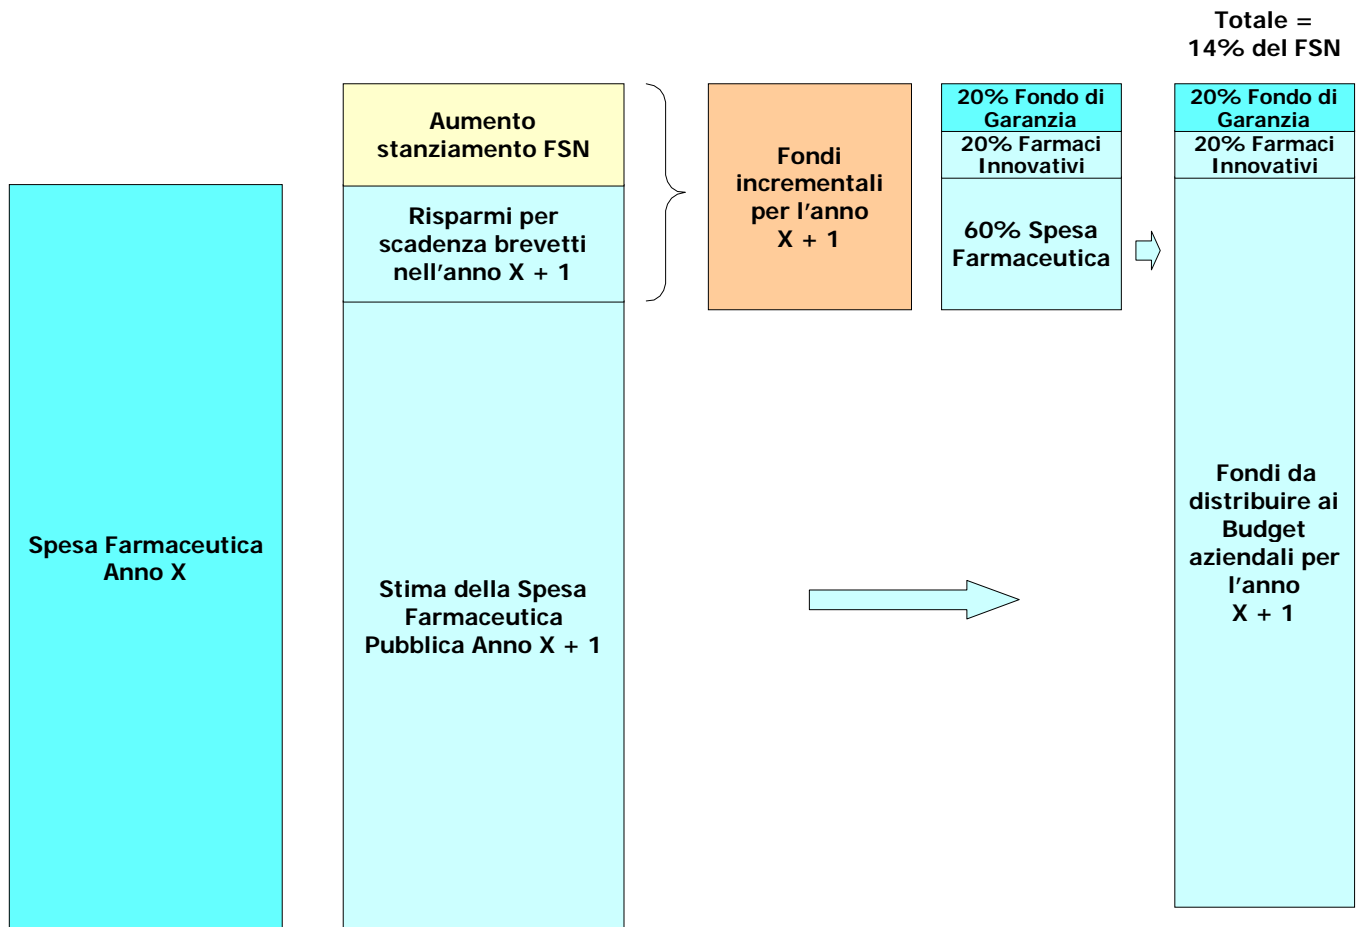 Totale =
14% del FSN
Aumento
stanziamento FSN
Risparmi per
scadenza brevetti
nell'anno X + 1
Fondi
incrementali
per l'anno
X + 1
20% Fondo di
Garanzia
20% Farmaci
Innovativi
60% Spesa
Farmaceutica
20% Fondo di
Garanzia
20% Farmaci
Innovativi
Spesa Farmaceutica
Anno X
Stima della Spesa
Farmaceutica
Pubblica Anno X + 1
Fondi da
distribuire ai
Budget
aziendali per
l'anno
X + 1